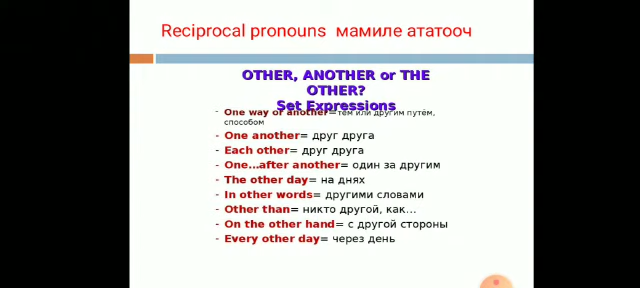 Reciprocal pronouns мамиле ататооч
OTHER, ANOTHER or THE
OTHER?
Set Expressions
- One way or another=тем или другим путём,
способом
- One another= друг друга
- Each other= друг друга
- One…after another= один за другим
- The other day= на днях
- In other words= другими словами
- Other than= никто другой, как…
- On the other hand= с другой стороны
- Every other day= через день